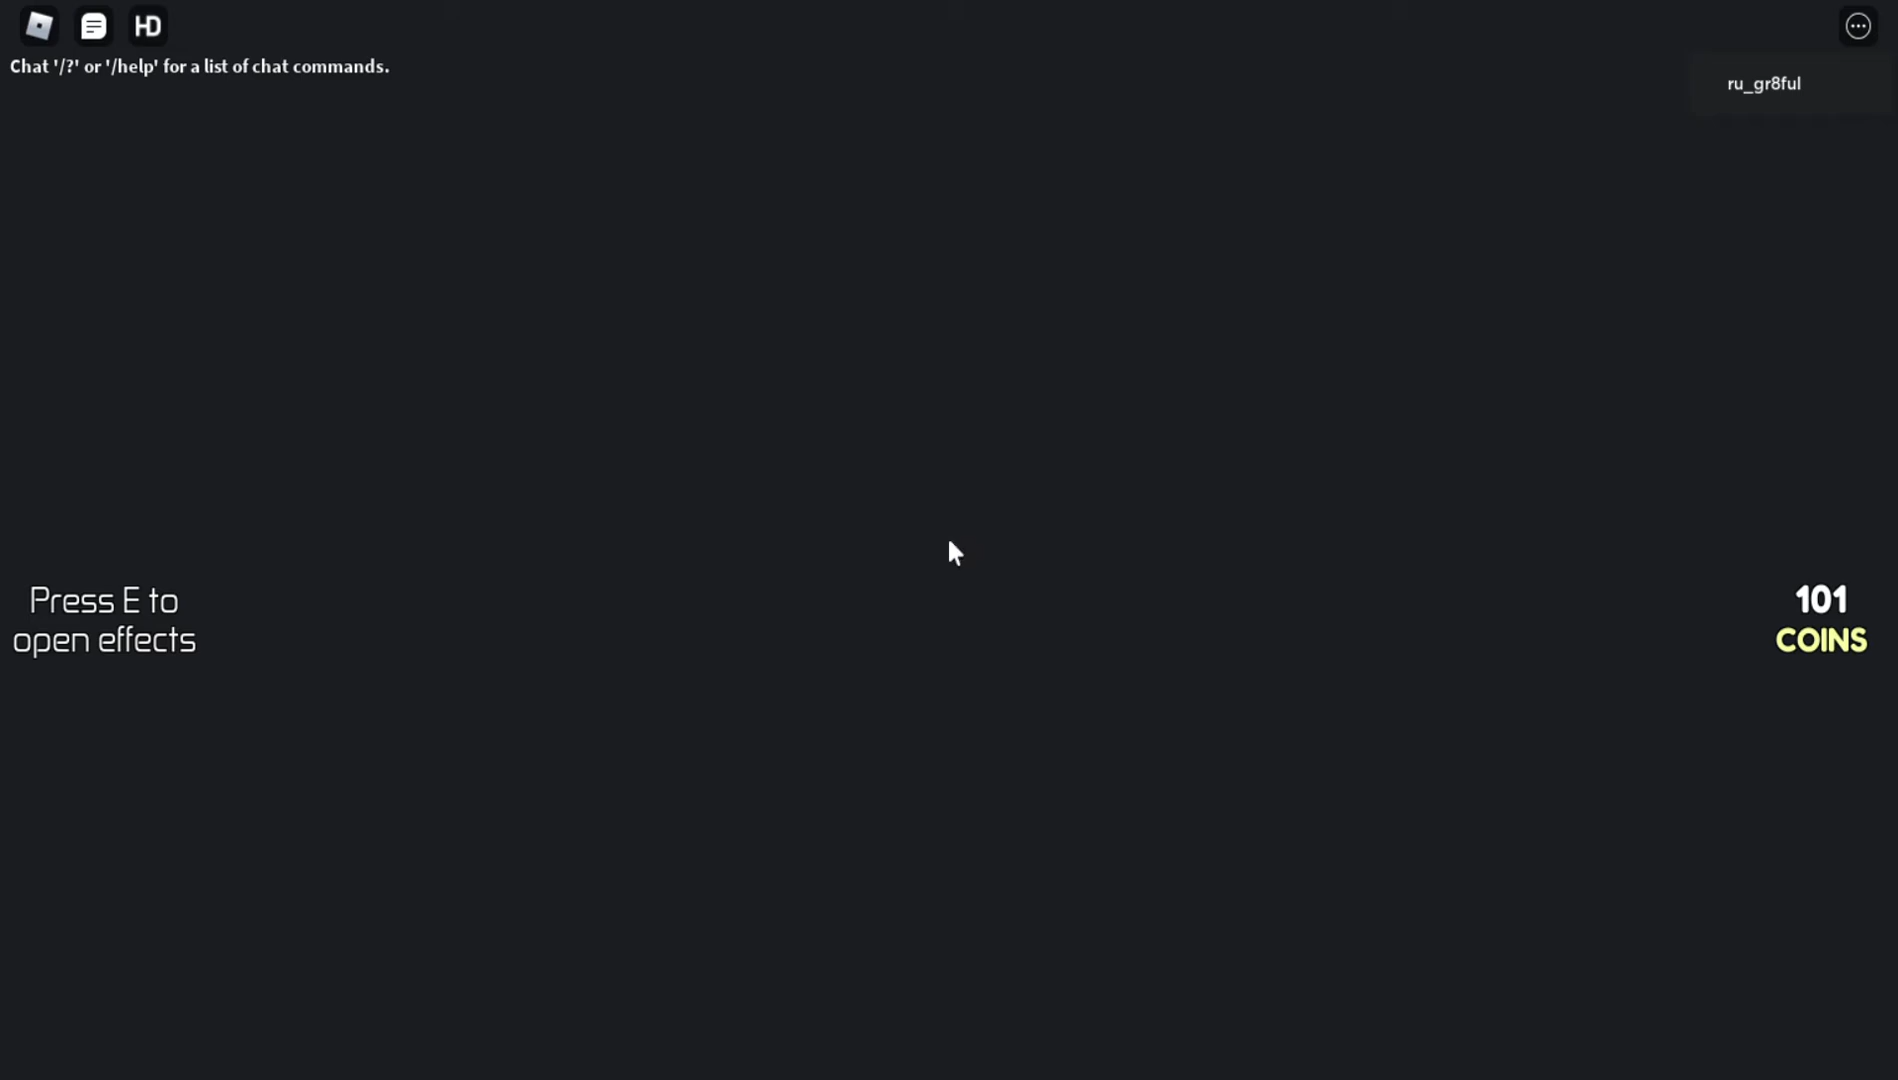 HD
Chat '/?' or '/help' for a list of chat commands.
ru_gr8ful
Press E to
open effects
101
COINS